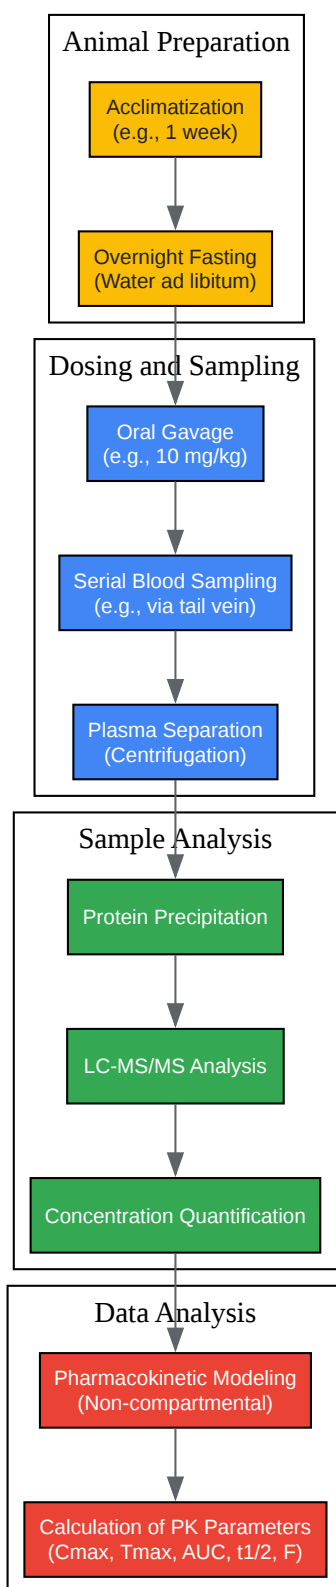 Animal Preparation
Acclimatization
(e.g., 1 week)
Overnight Fasting
(Water ad libitum)
Dosing and Sampling
Oral Gavage
(e.g., 10 mg/kg)
Serial Blood Sampling
(e.g., via tail vein)
Plasma Separation
(Centrifugation)
Sample Analysis
Protein Precipitation
LC-MS/MS Analysis
Concentration Quantification
Data Analysis
Pharmacokinetic Modeling
(Non-compartmental)
Calculation of PK Parameters
(Cmax, Tmax, AUC, t1/2, F)